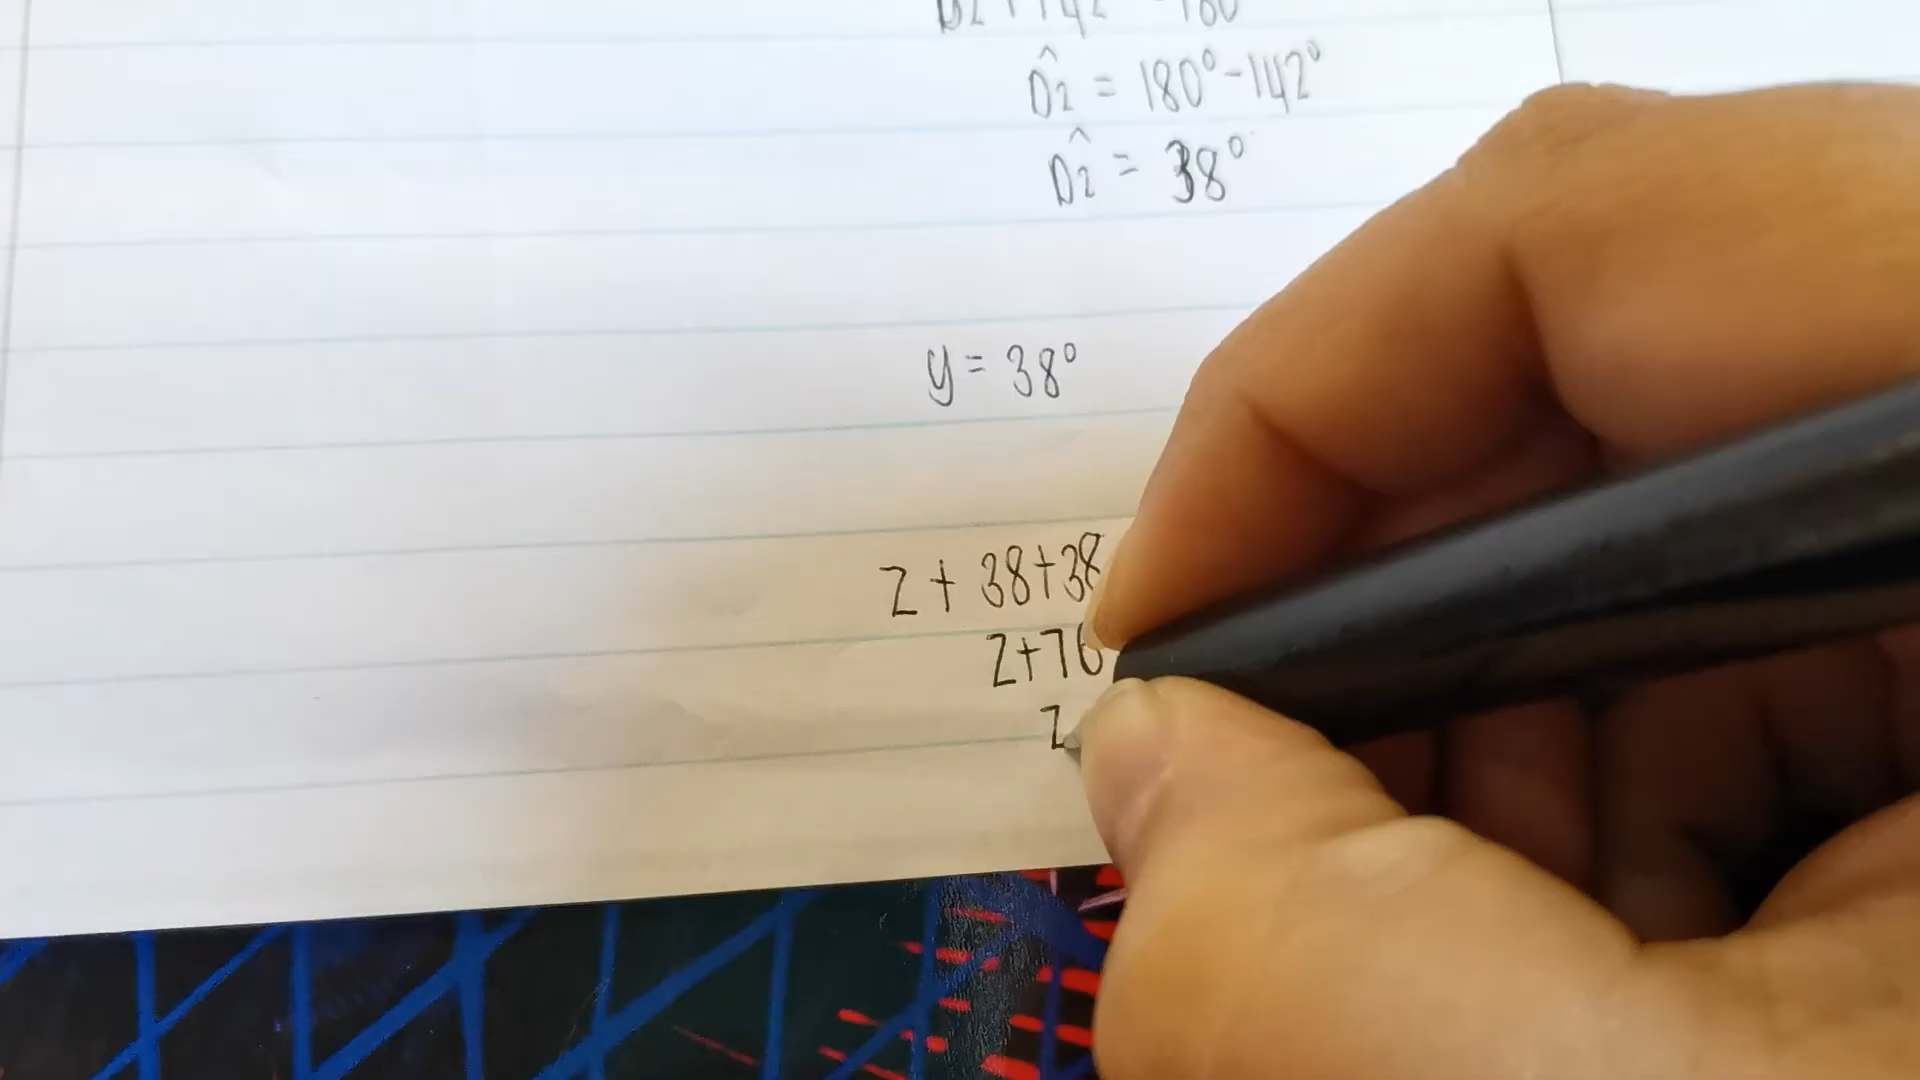 D̂2 = 180° - 142°
D̂2 = 38°
y = 38°
Z + 38 + 38
Z + 76
Z